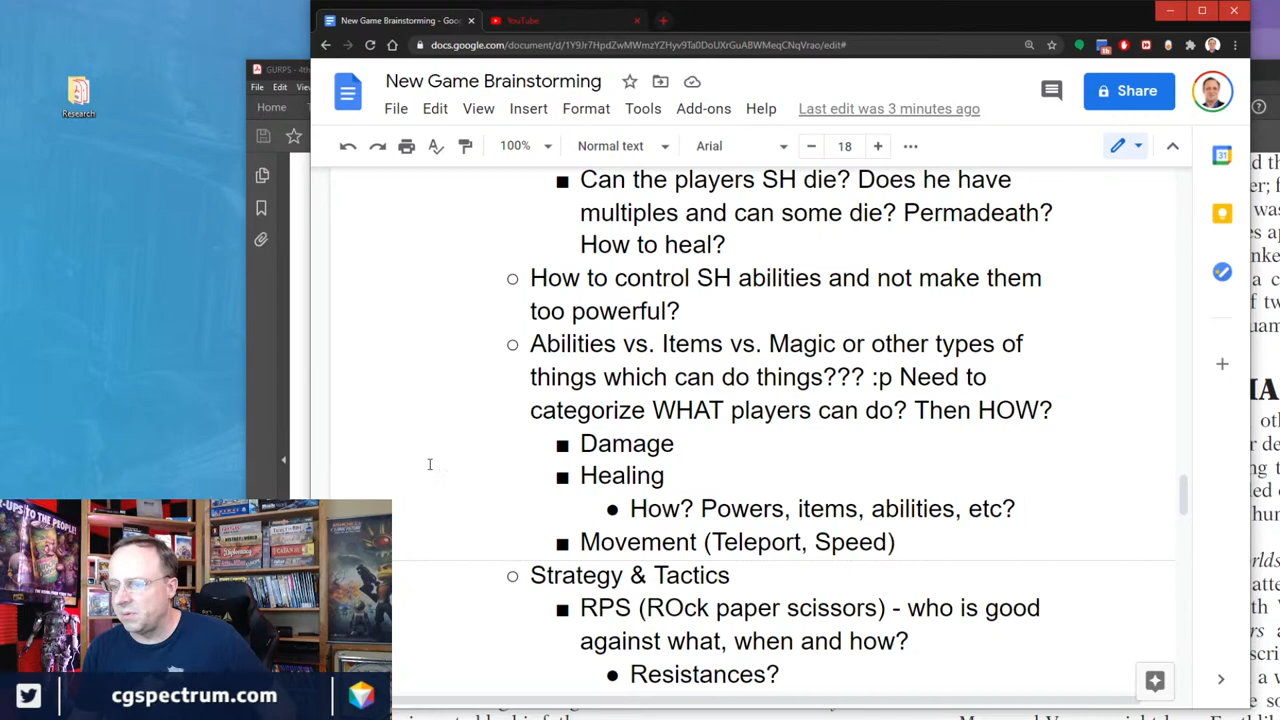 New Game Brainstorming - Goo
YouTube
docs.google.com/document/d/1Y9Jr7HpdZwMWmzYZHyv9Ta0DoUXrGuABWMeqCNqVrao/edit#
Research
GURPS - 4th
File Edit View
Home
New Game Brainstorming
File Edit View Insert Format Tools Add-ons Help Last edit was 3 minutes ago
Share
100% Normal text Arial 18
■ Can the players SH die? Does he have
multiples and can some die? Permadeath?
How to heal?
○ How to control SH abilities and not make them
too powerful?
○ Abilities vs. Items vs. Magic or other types of
things which can do things??? :p Need to
categorize WHAT players can do? Then HOW?
■ Damage
■ Healing
● How? Powers, items, abilities, etc?
■ Movement (Teleport, Speed)
○ Strategy & Tactics
■ RPS (ROck paper scissors) - who is good
against what, when and how?
● Resistances?
cgspectrum.com